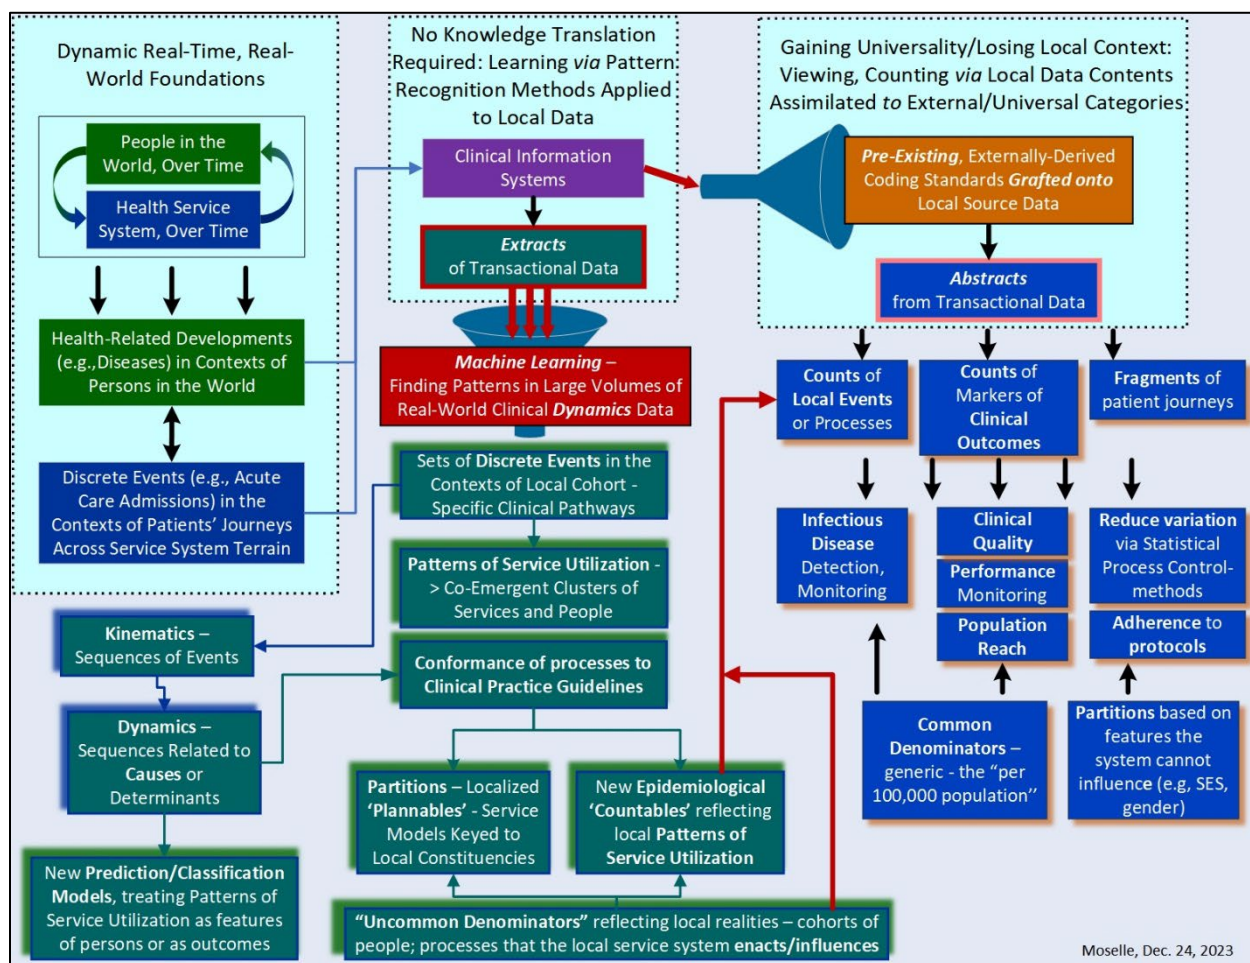 Dynamic Real-Time, Real-
World Foundations
People in the
World, Over Time
Health Service
System, Over Time
Health-Related Developments
(e.g.,Diseases) in Contexts of
Persons in the World
Discrete Events (e.g., Acute
Care Admissions) in the
Contexts of Patients’ Journeys
Across Service System Terrain
No Knowledge Translation
Required: Learning via Pattern
Recognition Methods Applied
to Local Data
Clinical Information
Systems
Extracts
of Transactional Data
Machine Learning –
Finding Patterns in Large Volumes of
Real-World Clinical Dynamics Data
Sets of Discrete Events in the
Contexts of Local Cohort -
Specific Clinical Pathways
Patterns of Service Utilization -
> Co-Emergent Clusters of
Services and People
Kinematics –
Sequences of Events
Dynamics –
Sequences Related to
Causes or
Determinants
New Prediction/Classification
Models, treating Patterns of
Service Utilization as features
of persons or as outcomes
Conformance of processes to
Clinical Practice Guidelines
Partitions – Localized
‘Plannables’ - Service
Models Keyed to
Local Constituencies
New Epidemiological
‘Countables’ reflecting
local Patterns of
Service Utilization
“Uncommon Denominators” reflecting local realities – cohorts of
people; processes that the local service system enacts/influences
Gaining Universality/Losing Local Context:
Viewing, Counting via Local Data Contents
Assimilated to External/Universal Categories
Pre-Existing, Externally-Derived
Coding Standards Grafted onto
Local Source Data
Abstracts
from Transactional Data
Counts of
Local Events
or Processes
Counts of
Markers of
Clinical
Outcomes
Fragments of
patient journeys
Infectious
Disease
Detection,
Monitoring
Clinical
Quality
Performance
Monitoring
Population
Reach
Reduce variation
via Statistical
Process Control-
methods
Adherence to
protocols
Common
Denominators –
generic - the “per
100,000 population’’
Partitions based on
features the
system cannot
influence (e.g, SES,
gender)
Moselle, Dec. 24, 2023